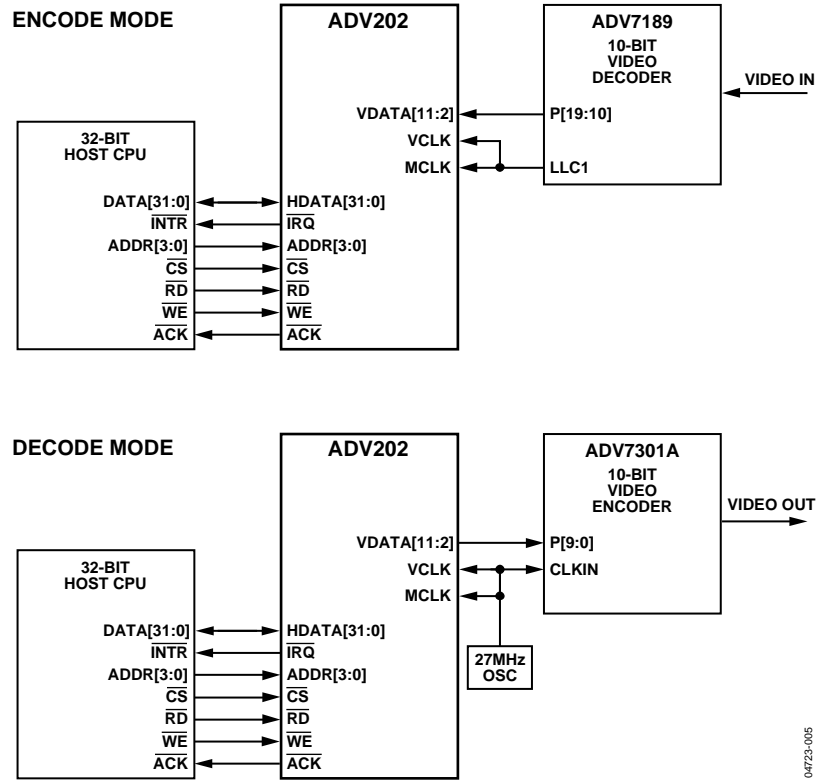 ENCODE MODE
ADV202
ADV7189
10-BIT
VIDEO
DECODER
VIDEO IN
VDATA[11:2]
P[19:10]
VCLK
MCLK
LLC1
32-BIT
HOST CPU
DATA[31:0]
HDATA[31:0]
INTR
IRQ
ADDR[3:0]
ADDR[3:0]
CS
CS
RD
RD
WE
WE
ACK
ACK
DECODE MODE
ADV202
ADV7301A
10-BIT
VIDEO
ENCODER
VIDEO OUT
VDATA[11:2]
P[9:0]
VCLK
CLKIN
MCLK
27MHz
OSC
32-BIT
HOST CPU
DATA[31:0]
HDATA[31:0]
INTR
IRQ
ADDR[3:0]
ADDR[3:0]
CS
CS
RD
RD
WE
WE
ACK
ACK
04723-005